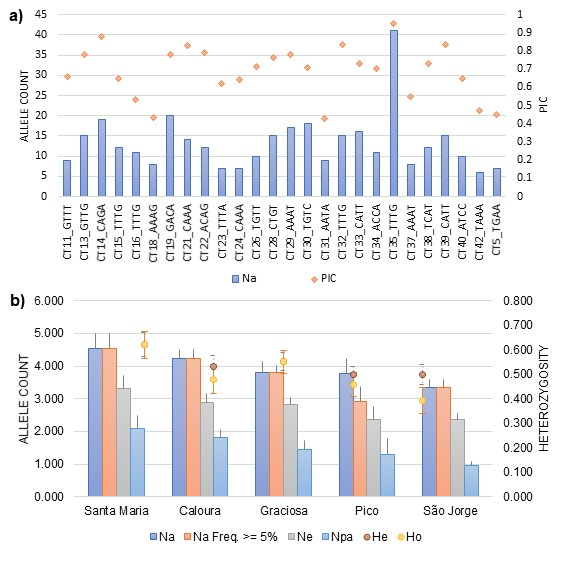 a)
ALLELE COUNT
45
40
35
30
25
20
15
10
5
0
1
0.9
0.8
0.7
0.6
0.5
0.4
0.3
0.2
0.1
0
PIC
CT11_GTTT
CT13_GTTG
CT14_CAGA
CT15_TTTG
CT16_TTTG
CT18_AAAG
CT19_GACA
CT21_CAAA
CT22_ACAG
CT23_TTTA
CT24_CAAA
CT26_TGTT
CT28_CTGT
CT29_AAAT
CT30_TGTC
CT31_AATA
CT32_TTTG
CT33_CATT
CT34_ACCA
CT35_TTTG
CT37_AAAT
CT38_TCAT
CT39_CATT
CT40_ATCC
CT42_TAAA
CT5_TGAA
Na PIC
b)
ALLELE COUNT
6.000
5.000
4.000
3.000
2.000
1.000
0.000
0.800
0.700
0.600
0.500
0.400
0.300
0.200
0.100
0.000
HETEROZYGOSITY
Santa Maria Caloura Graciosa Pico São Jorge
Na Na Freq. >= 5% Ne Npa He Ho